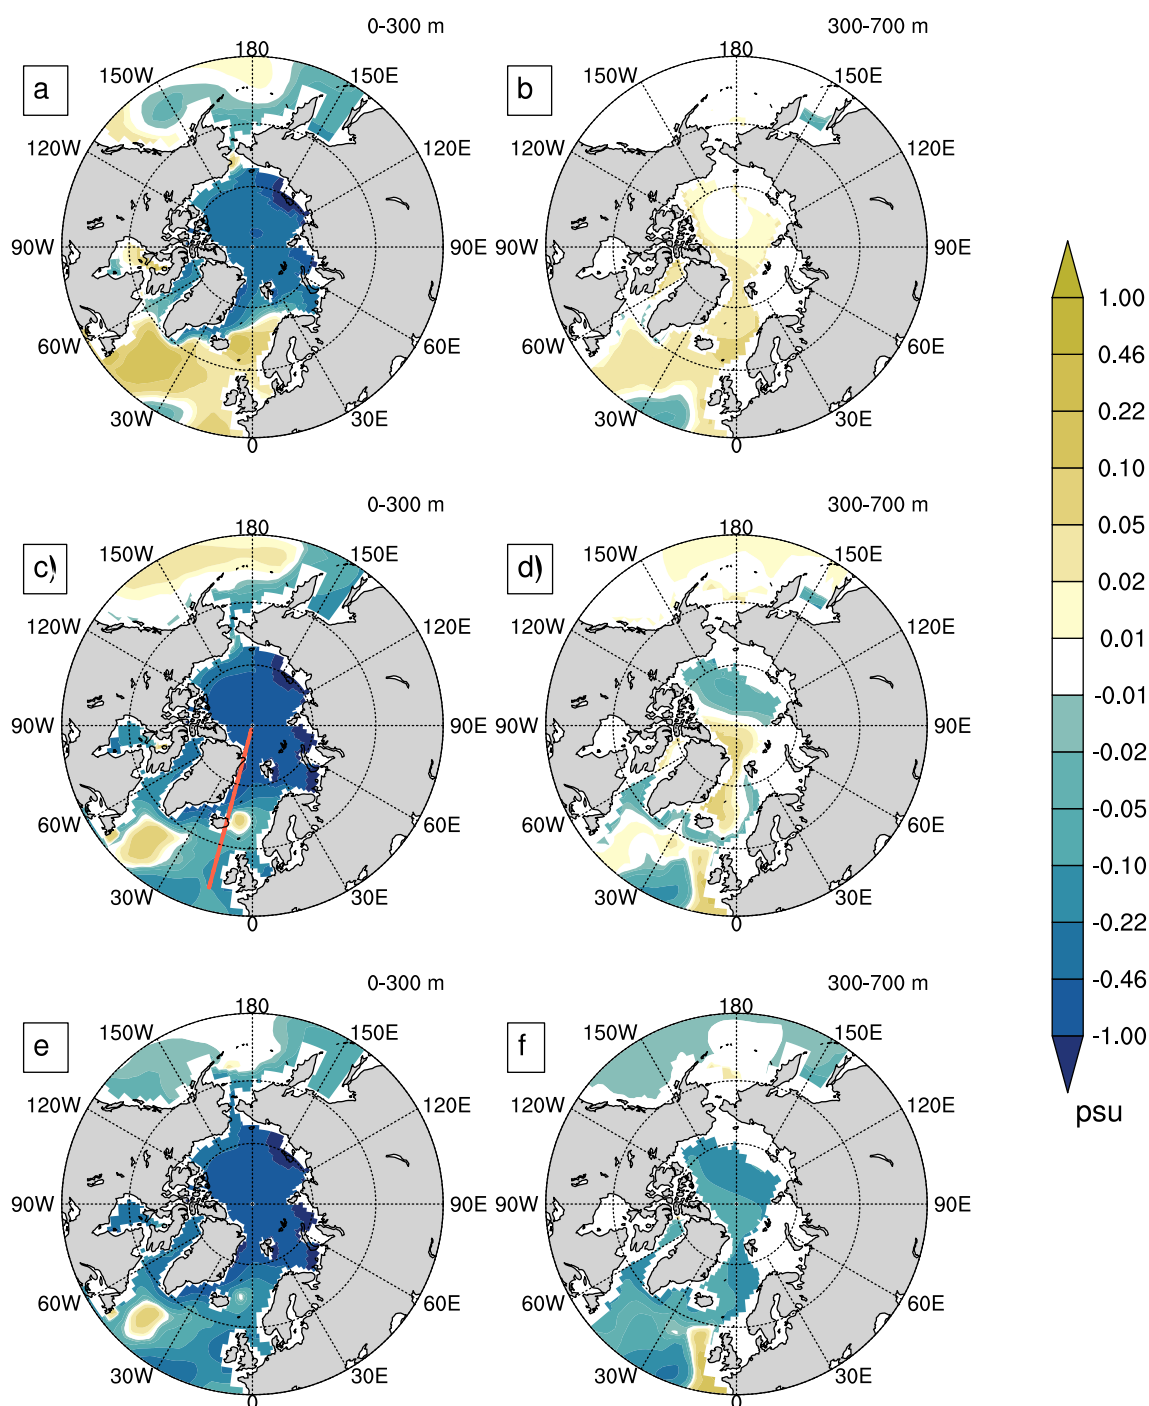 0-300 m
300-700 m
a
180
150W
150E
120W
120E
90W
90E
60W
60E
30W
30E
0
b
180
150W
150E
120W
120E
90W
90E
60W
60E
30W
30E
0
0-300 m
300-700 m
c)
180
150W
150E
120W
120E
90W
90E
60W
60E
30W
30E
0
d)
180
150W
150E
120W
120E
90W
90E
60W
60E
30W
30E
0
0-300 m
300-700 m
e
180
150W
150E
120W
120E
90W
90E
60W
60E
30W
30E
0
f
180
150W
150E
120W
120E
90W
90E
60W
60E
30W
30E
0
1.00
0.46
0.22
0.10
0.05
0.02
0.01
-0.01
-0.02
-0.05
-0.10
-0.22
-0.46
-1.00
psu